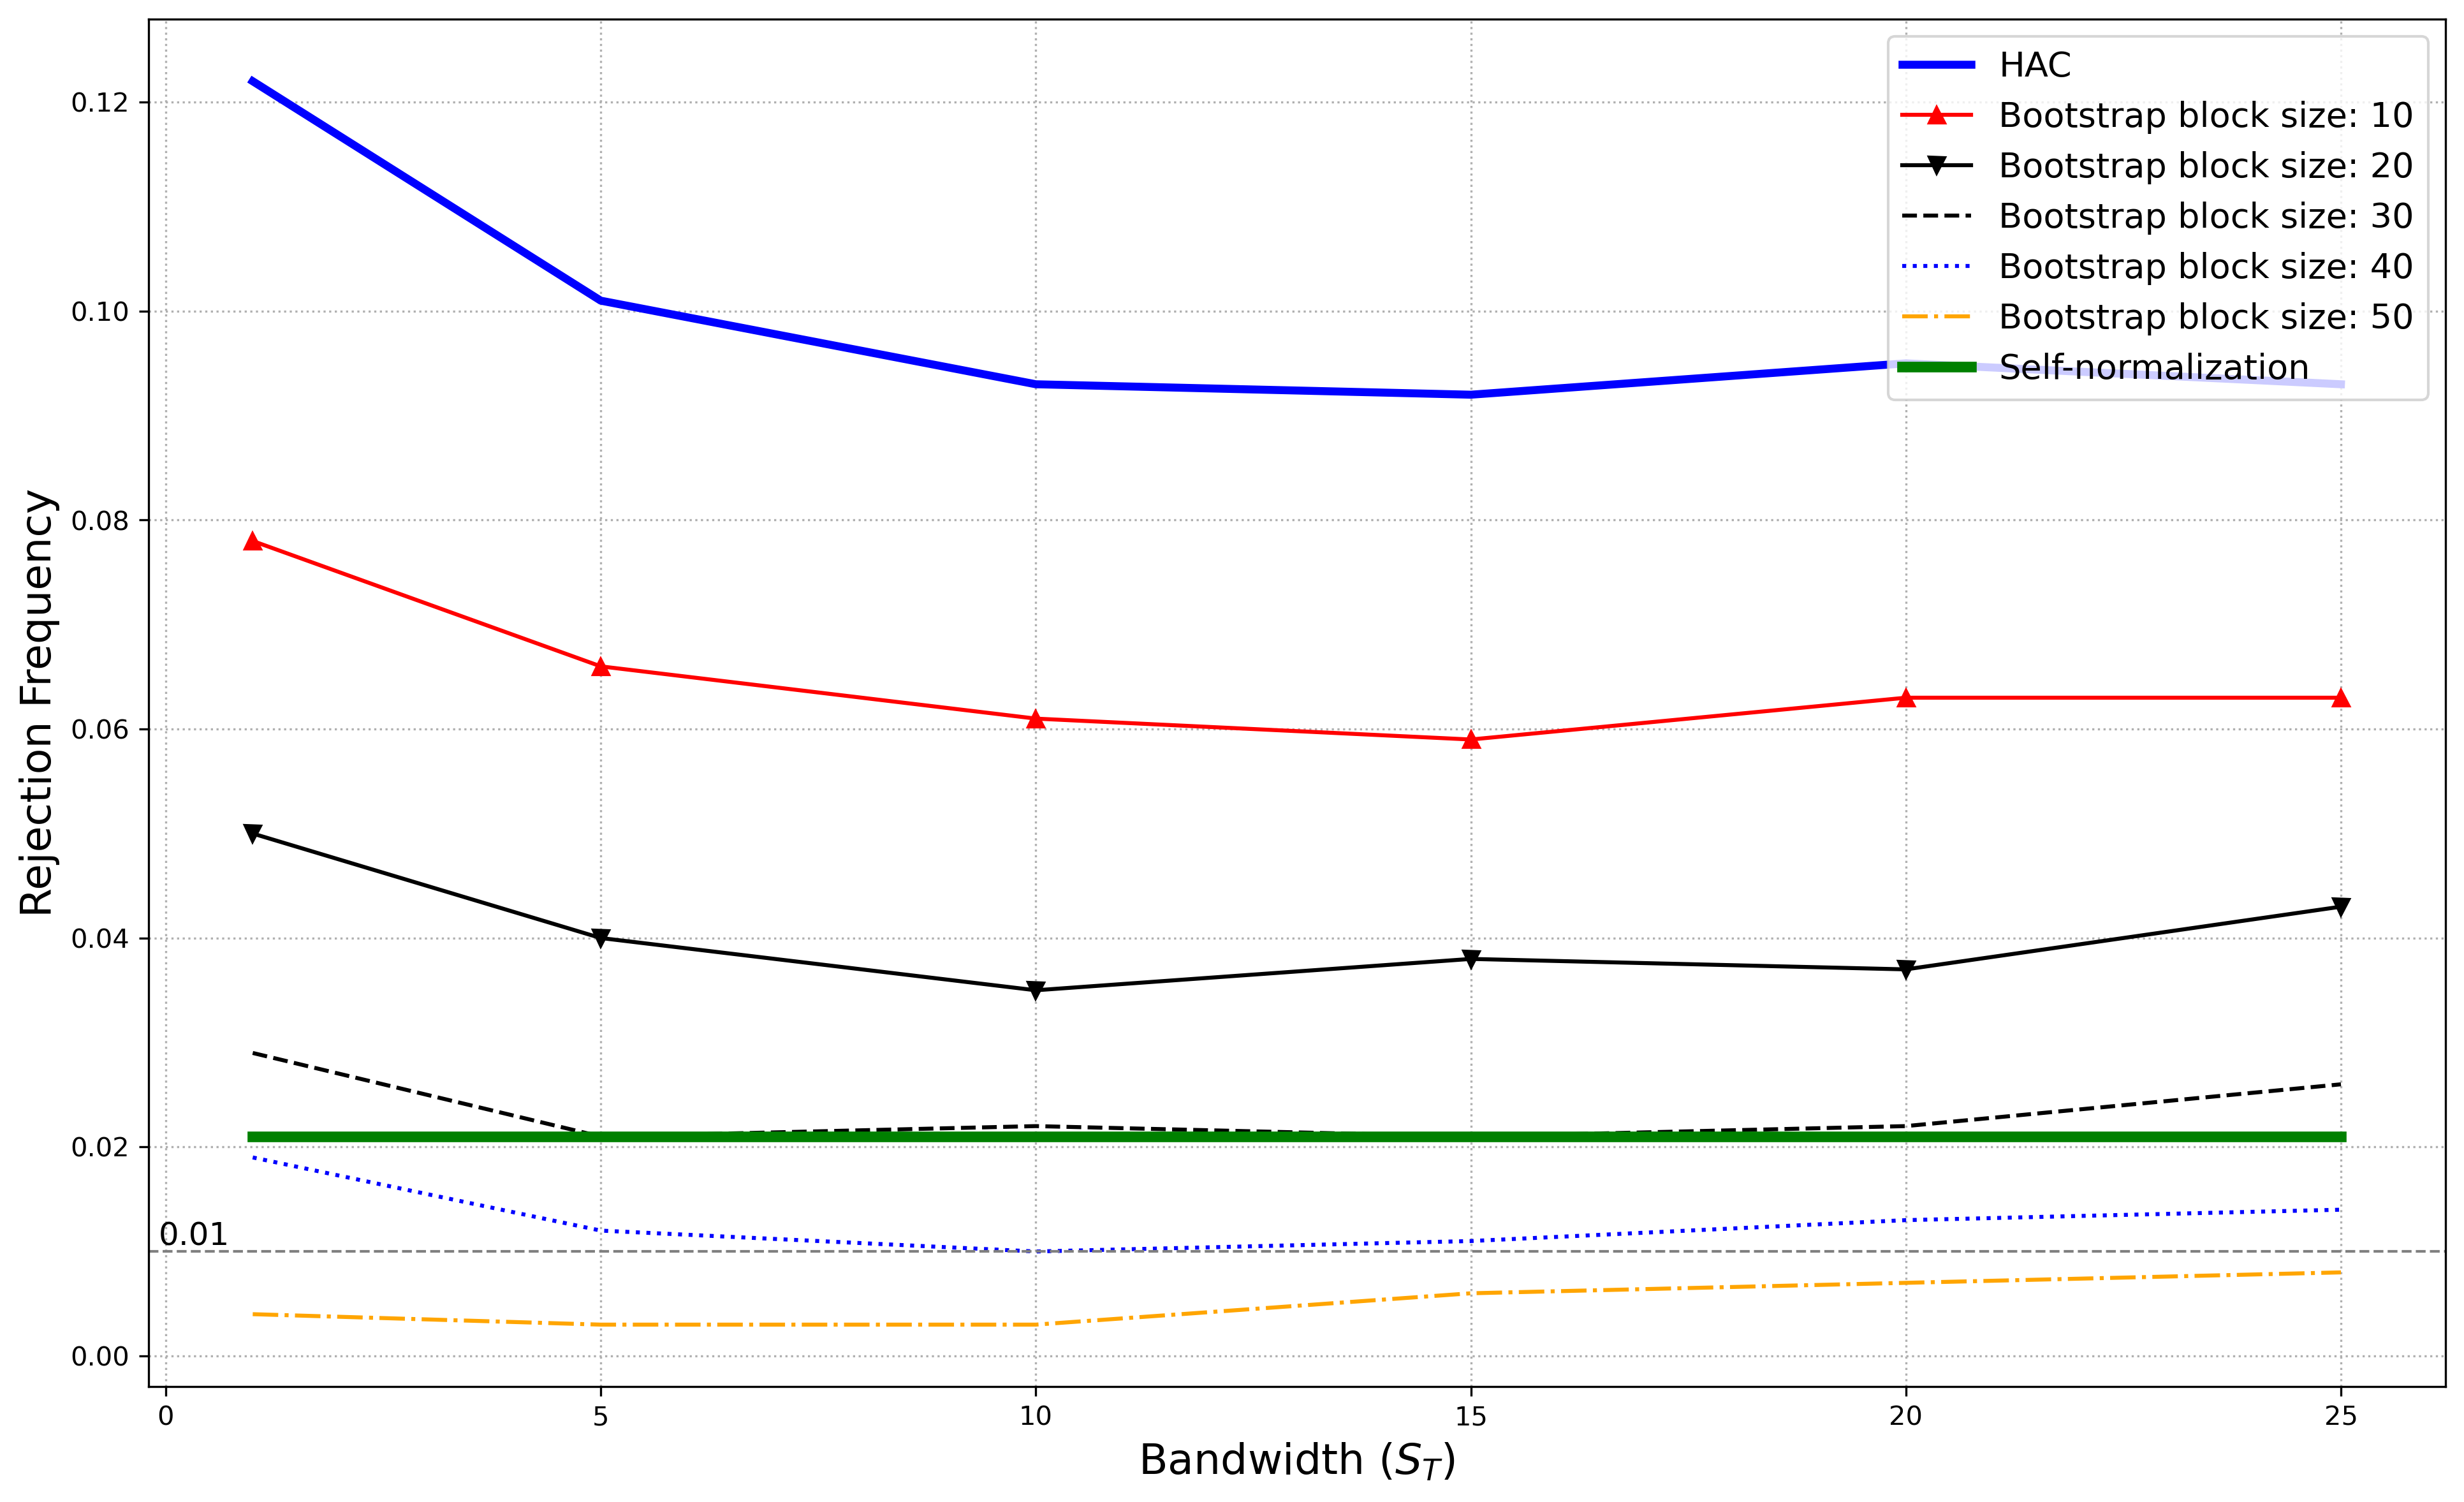 HAC
Bootstrap block size: 10
Bootstrap block size: 20
Bootstrap block size: 30
Bootstrap block size: 40
Bootstrap block size: 50
Self-normalization
0.12
0.10
0.08
0.06
0.04
0.02
0.00
Rejection Frequency
0.01
0 5 10 15 20 25
Bandwidth (S_T)